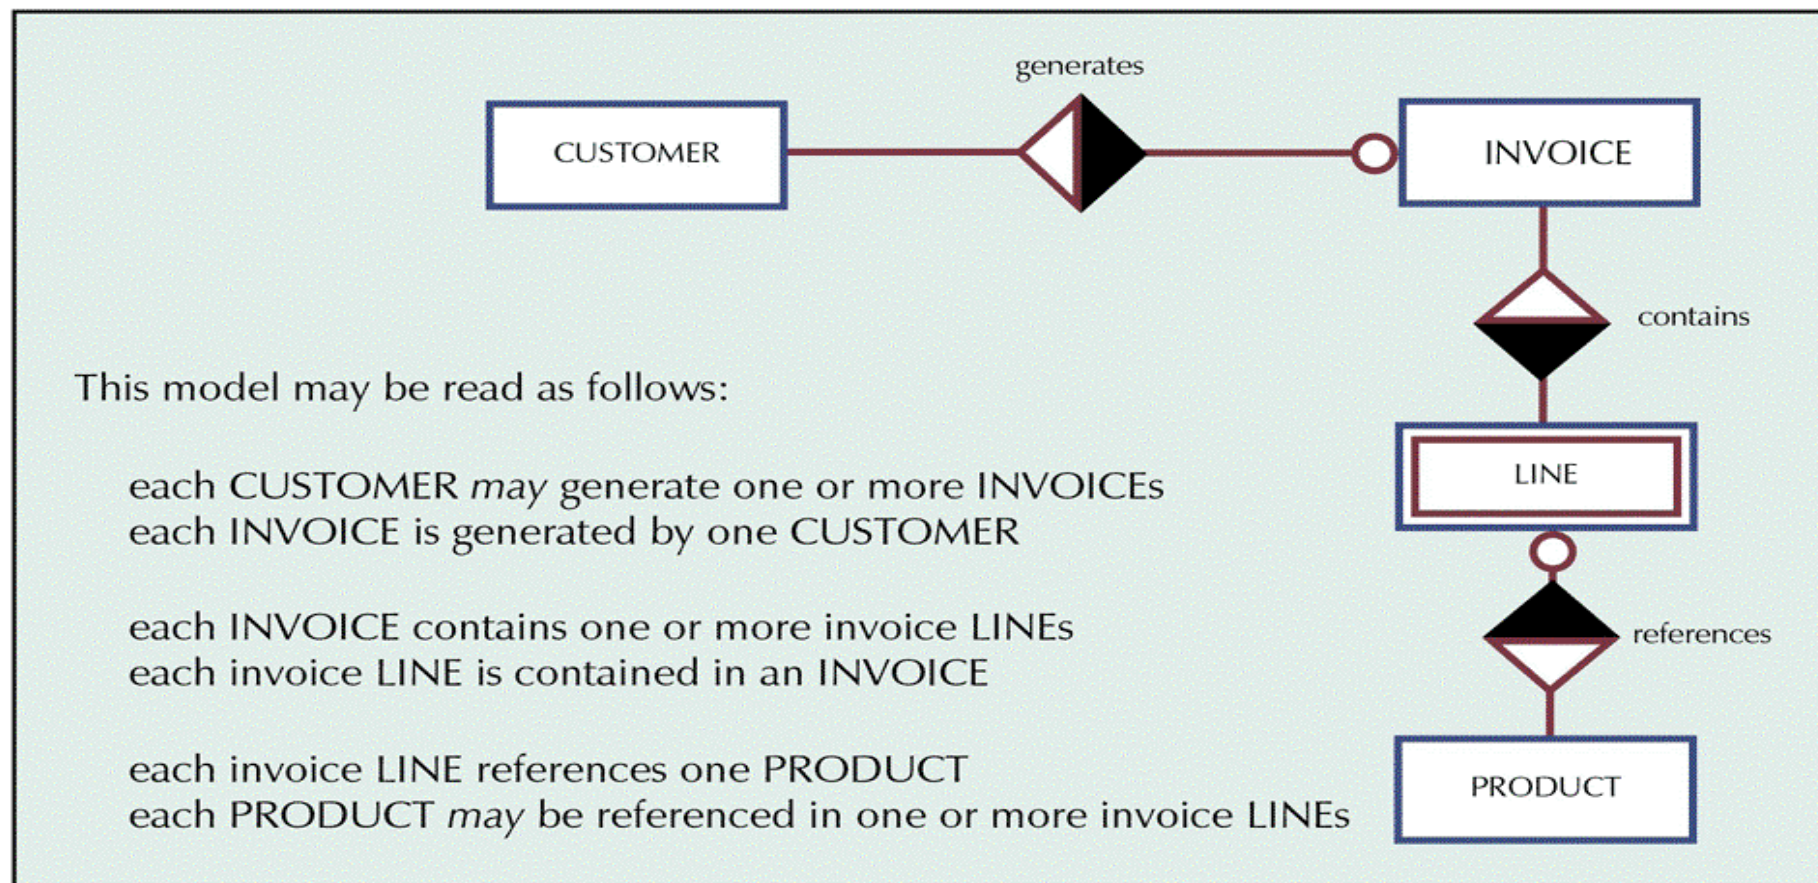 generates
CUSTOMER
INVOICE
contains
This model may be read as follows:
LINE
each CUSTOMER may generate one or more INVOICEs
each INVOICE is generated by one CUSTOMER
each INVOICE contains one or more invoice LINEs
references
each invoice LINE is contained in an INVOICE
each invoice LINE references one PRODUCT
PRODUCT
each PRODUCT may be referenced in one or more invoice LINEs